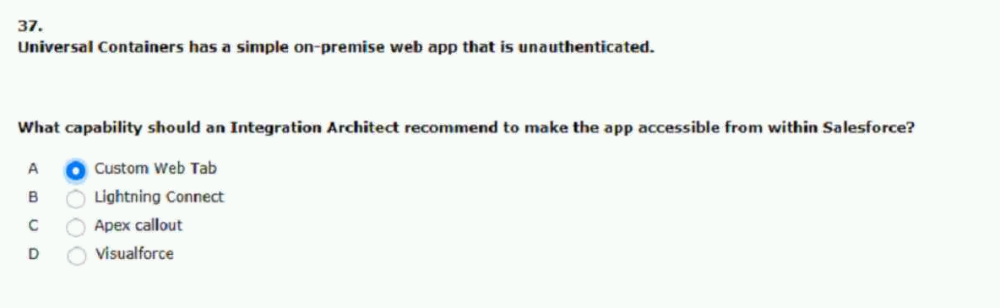 37.
Universal Containers has a simple on-premise web app that is unauthenticated.
What capability should an Integration Architect recommend to make the app accessible from within Salesforce?
A Custom Web Tab
B Lightning Connect
C Apex callout
D Visualforce